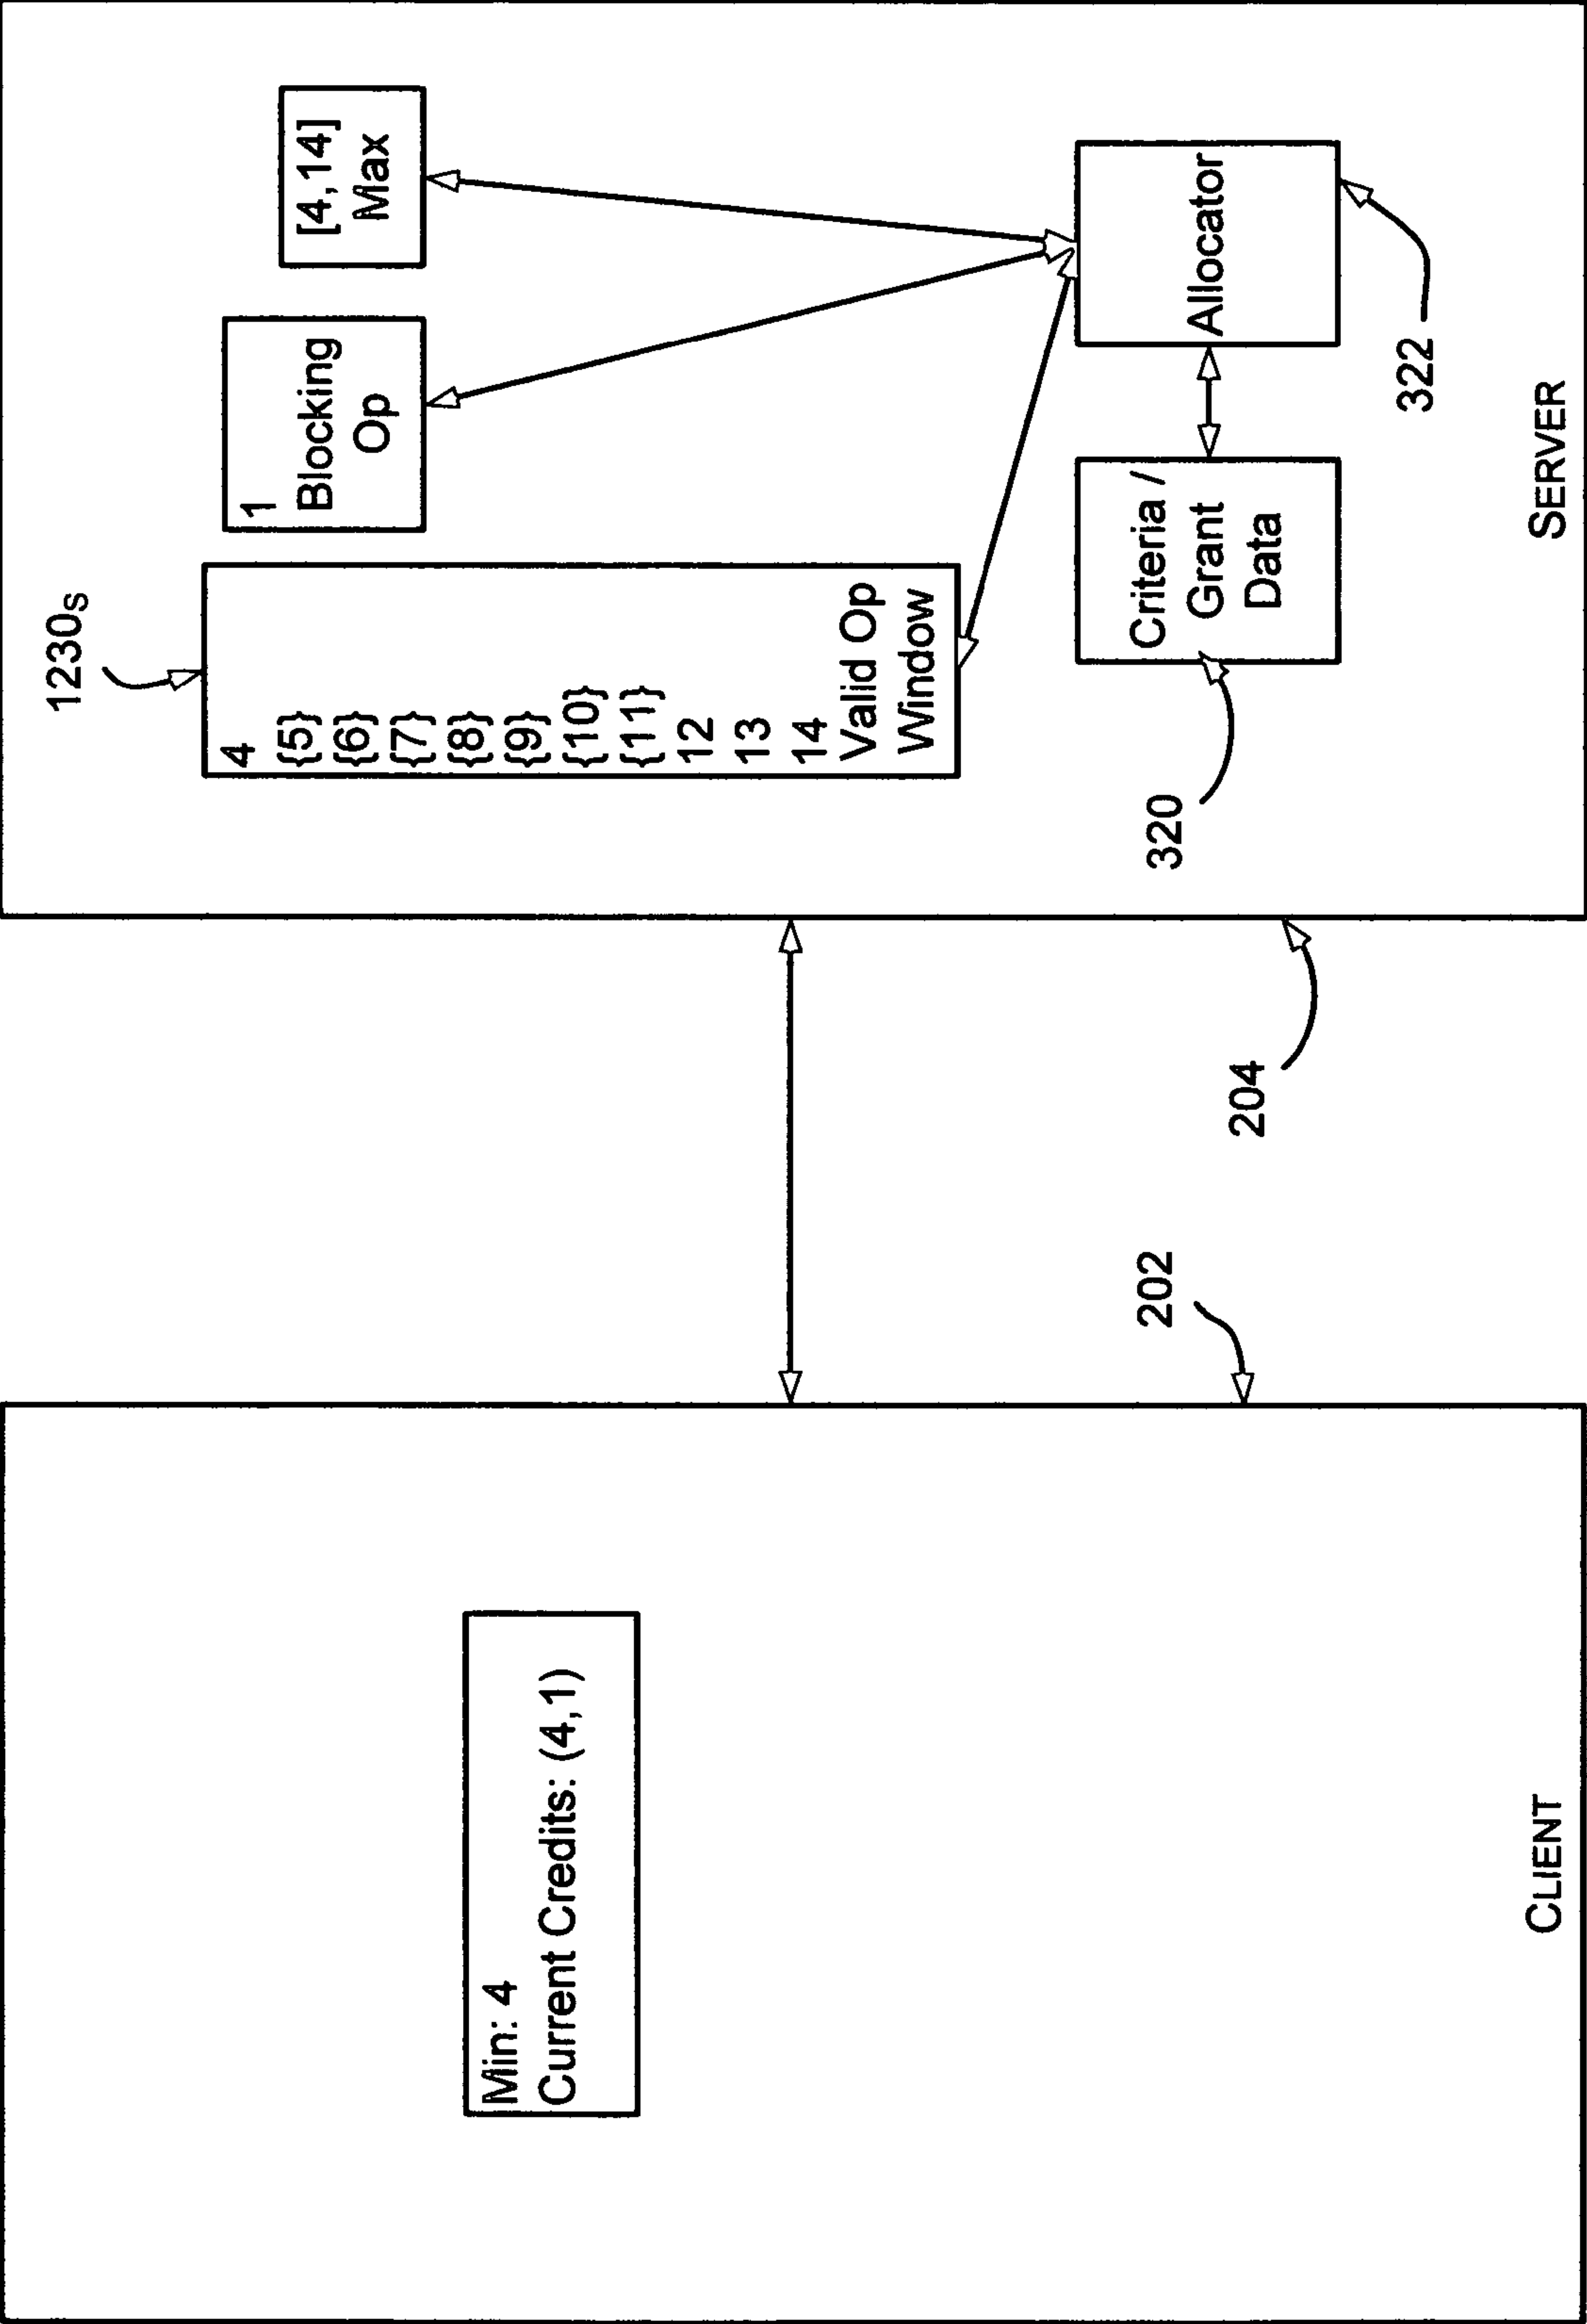 Min: 4
Current Credits: (4,1)
CLIENT
202
204
1230S
4
{5}
{6}
{7}
{8}
{9}
{10}
{11}
12
13
14
Valid Op
Window
1
Blocking
Op
[4,14]
Max
320
Criteria /
Grant
Data
Allocator
322
SERVER